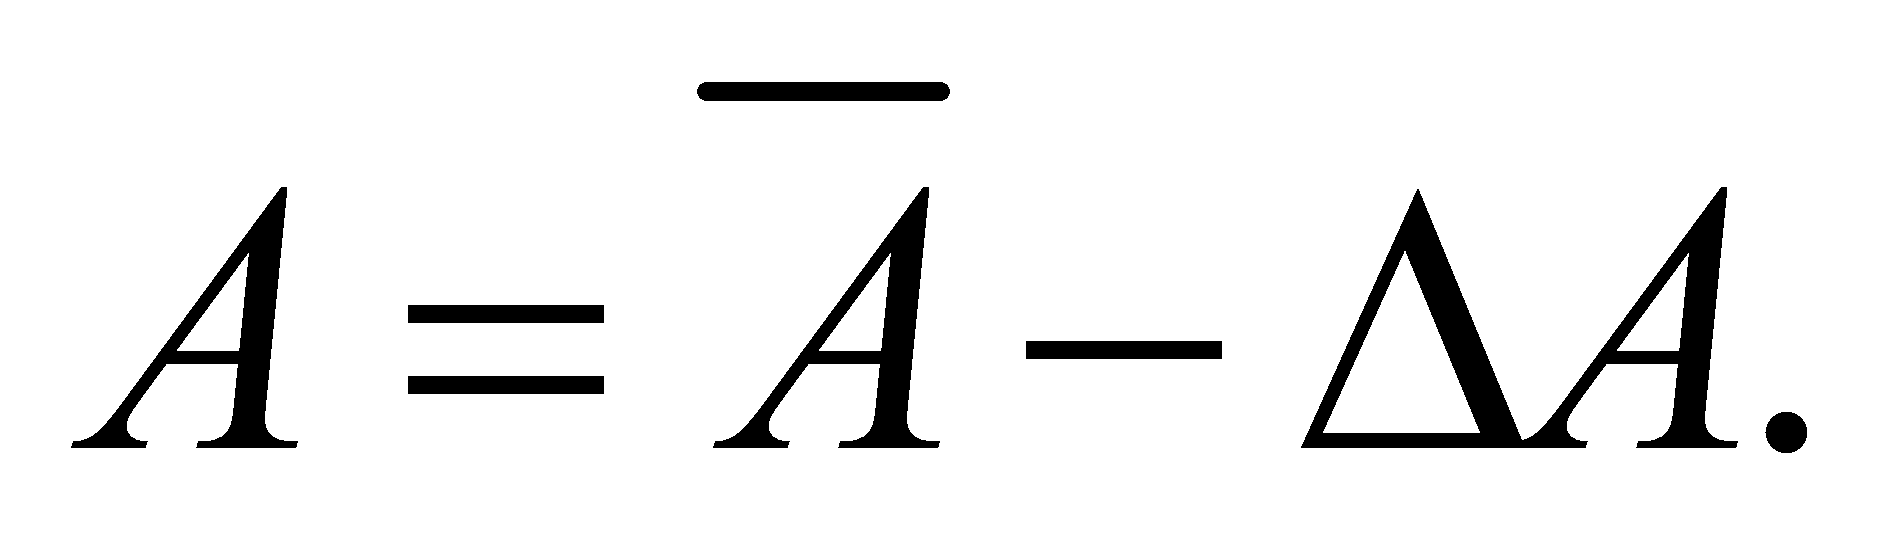 A = A̅ − ΔA.